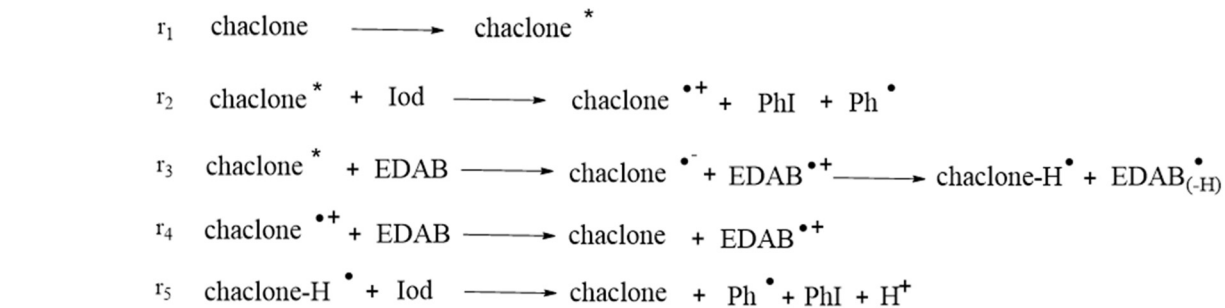 r₁ chaclone ⟶ chaclone *
r₂ chaclone * + Iod ⟶ chaclone •+ + PhI + Ph •
r₃ chaclone * + EDAB ⟶ chaclone •- + EDAB •+ ⟶ chaclone-H • + EDAB(-H) •
r₄ chaclone •+ + EDAB ⟶ chaclone + EDAB •+
r₅ chaclone-H • + Iod ⟶ chaclone + Ph • + PhI + H+